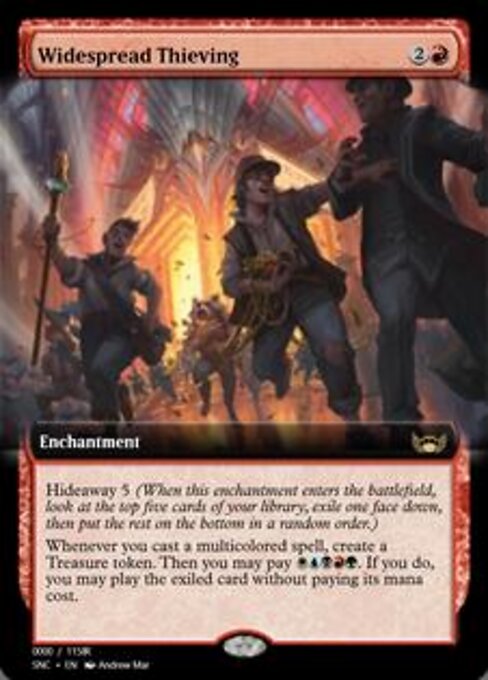 Widespread Thieving 2
Enchantment
Hideaway 5 (When this enchantment enters the battlefield,
look at the top five cards of your library, exile one face down,
then put the rest on the bottom in a random order.)
Whenever you cast a multicolored spell, create a
Treasure token. Then you may pay . If you do,
you may play the exiled card without paying its mana
cost.
SNC • EN Andrew Mar